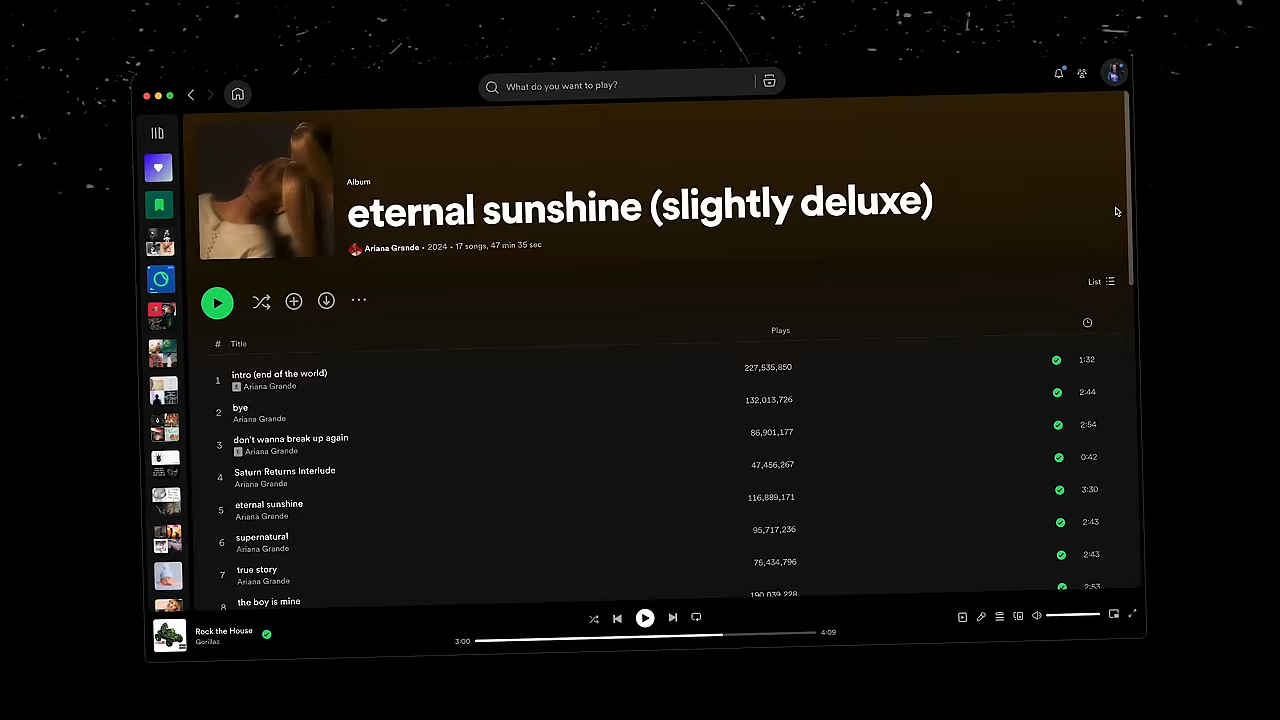 What do you want to play?
Album
eternal sunshine (slightly deluxe)
Ariana Grande • 2024 • 17 songs, 47 min 35 sec
List
# Title Plays
1 intro (end of the world) 227,535,850 1:32
E Ariana Grande
2 bye 132,013,726 2:44
Ariana Grande
3 don't wanna break up again 86,901,177 2:54
E Ariana Grande
4 Saturn Returns Interlude 47,456,267 0:42
Ariana Grande
5 eternal sunshine 116,889,171 3:30
Ariana Grande
6 supernatural 95,717,236 2:43
Ariana Grande
7 true story 75,434,796 2:43
Ariana Grande
8 the boy is mine 190,039,228 2:53
Rock the House
Gorillaz
3:00 4:09